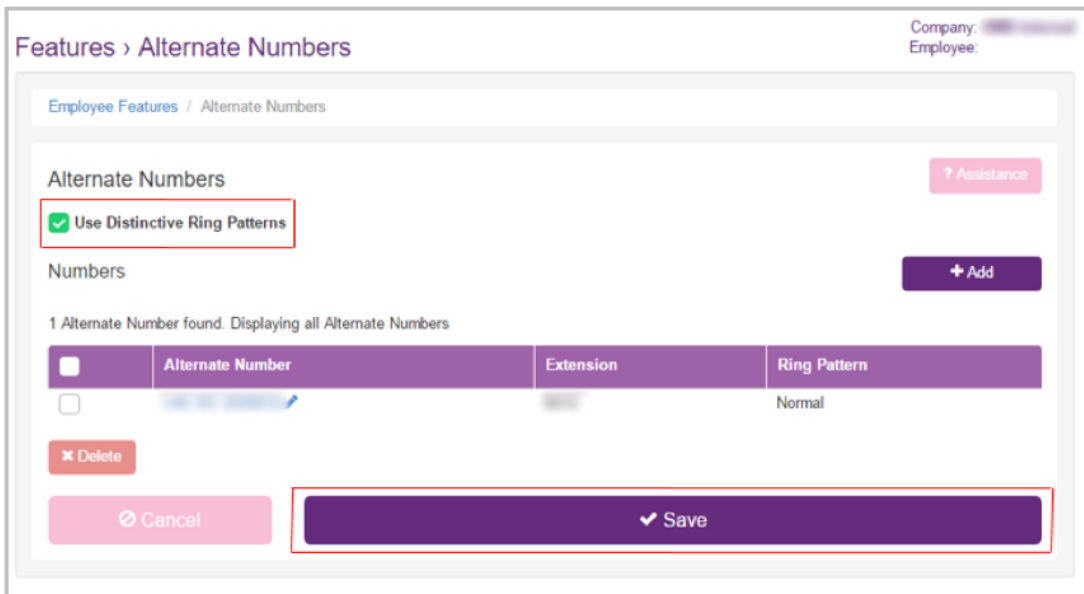 Company:
Features › Alternate Numbers
Employee:
Employee Features / Alternate Numbers
Alternate Numbers
? Assistance
Use Distinctive Ring Patterns
Numbers
+ Add
1 Alternate Number found. Displaying all Alternate Numbers
Alternate Number Extension Ring Pattern
Normal
✖ Delete
Cancel
✔ Save